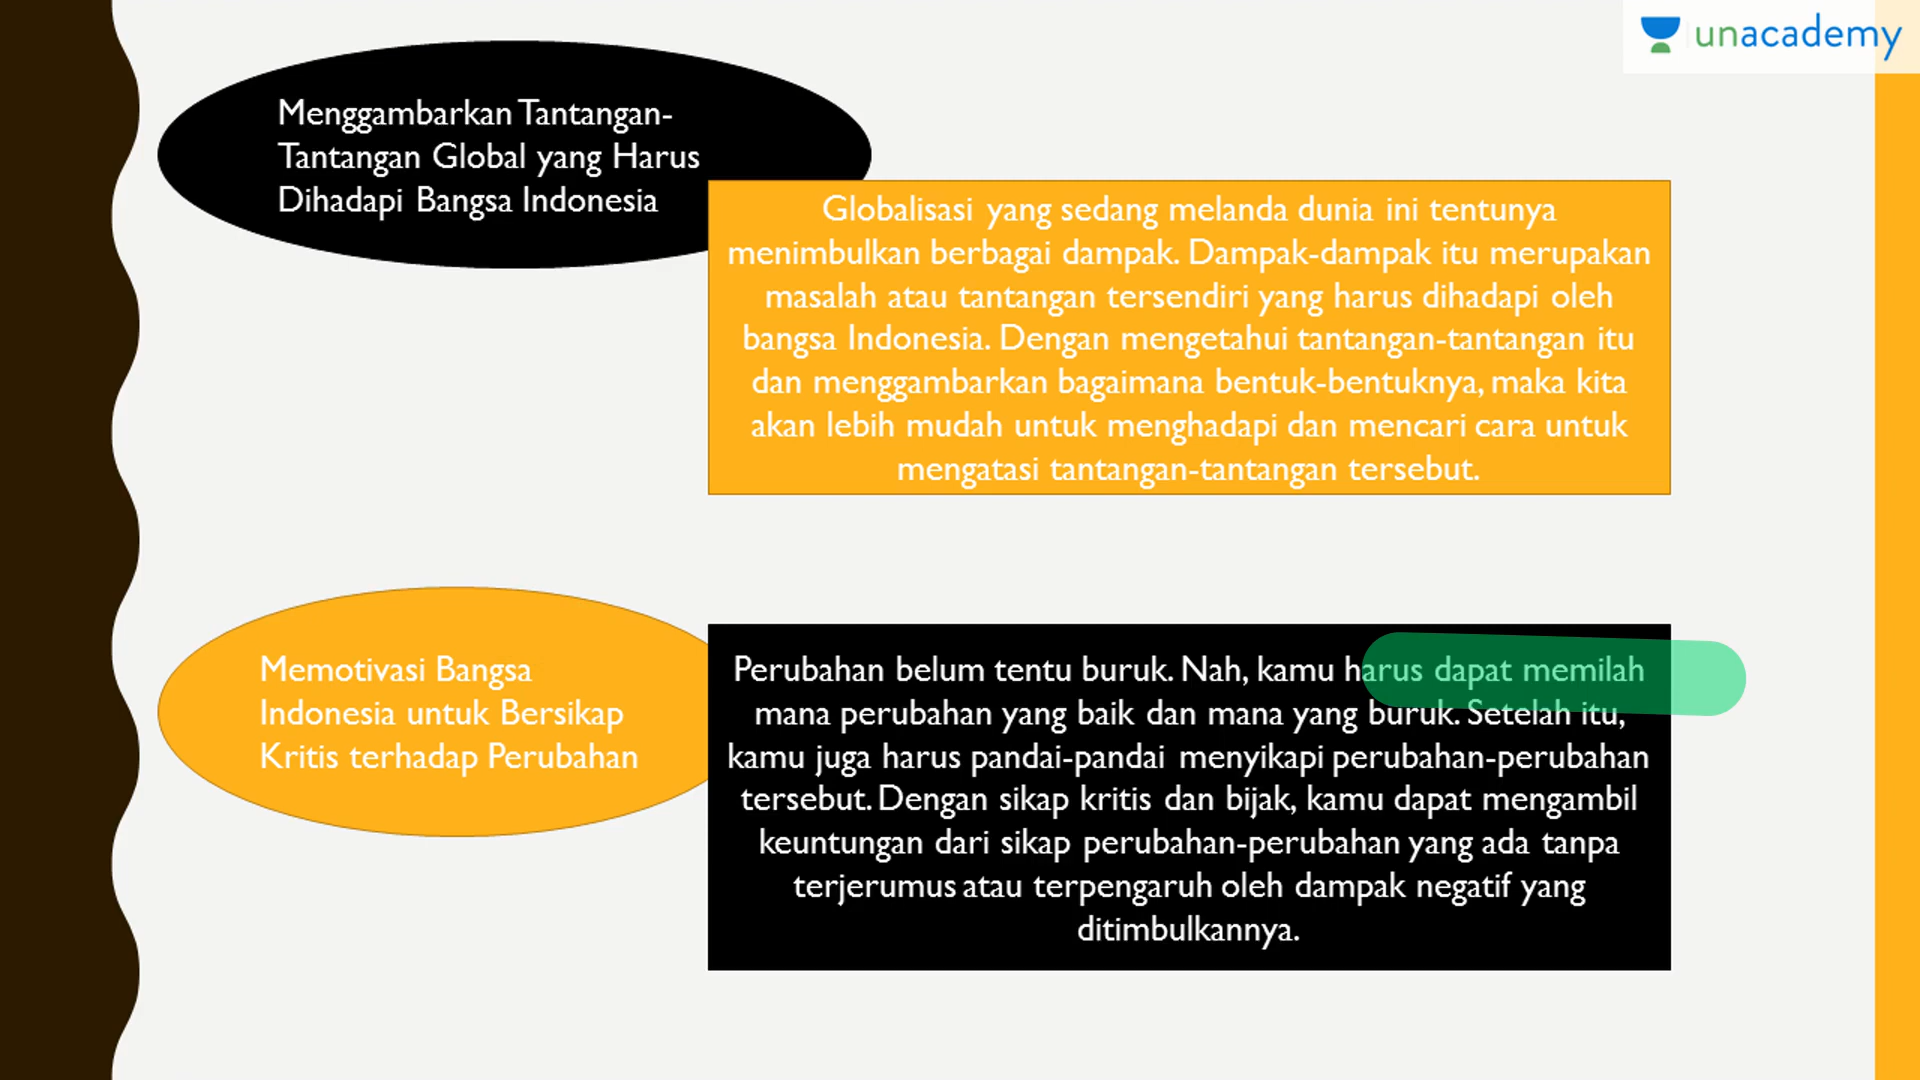 unacademy
Menggambarkan Tantangan-
Tantangan Global yang Harus
Dihadapi Bangsa Indonesia
Globalisasi yang sedang melanda dunia ini tentunya
menimbulkan berbagai dampak. Dampak-dampak itu merupakan
masalah atau tantangan tersendiri yang harus dihadapi oleh
bangsa Indonesia. Dengan mengetahui tantangan-tantangan itu
dan menggambarkan bagaimana bentuk-bentuknya, maka kita
akan lebih mudah untuk menghadapi dan mencari cara untuk
mengatasi tantangan-tantangan tersebut.
Memotivasi Bangsa
Indonesia untuk Bersikap
Kritis terhadap Perubahan
Perubahan belum tentu buruk. Nah, kamu harus dapat memilah
mana perubahan yang baik dan mana yang buruk. Setelah itu,
kamu juga harus pandai-pandai menyikapi perubahan-perubahan
tersebut. Dengan sikap kritis dan bijak, kamu dapat mengambil
keuntungan dari sikap perubahan-perubahan yang ada tanpa
terjerumus atau terpengaruh oleh dampak negatif yang
ditimbulkannya.